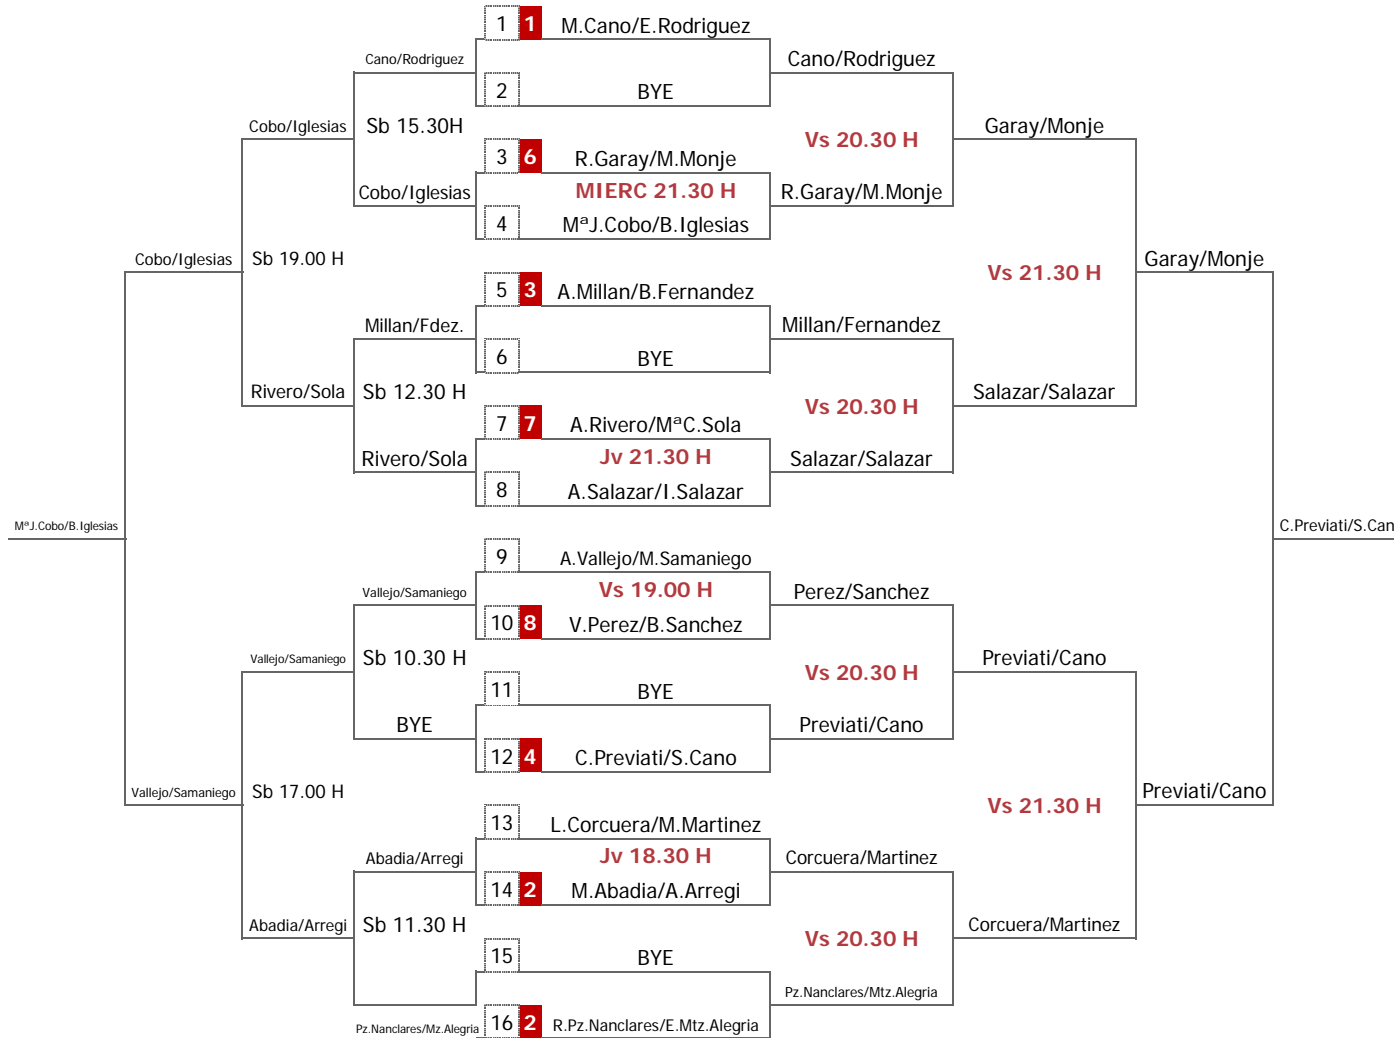 1 1 M.Cano/E.Rodriguez
Cano/Rodriguez Cano/Rodriguez
2 BYE
Cobo/Iglesias Sb 15.30H Vs 20.30 H Garay/Monje
3 6 R.Garay/M.Monje
Cobo/Iglesias MIERC 21.30 H R.Garay/M.Monje
4 MªJ.Cobo/B.Iglesias
Cobo/Iglesias Sb 19.00 H Vs 21.30 H Garay/Monje
5 3 A.Millan/B.Fernandez
Millan/Fdez. Millan/Fernandez
6 BYE
Rivero/Sola Sb 12.30 H Vs 20.30 H Salazar/Salazar
7 7 A.Rivero/MªC.Sola
Rivero/Sola Jv 21.30 H Salazar/Salazar
8 A.Salazar/I.Salazar
MªJ.Cobo/B.Iglesias C.Previati/S.Can
9 A.Vallejo/M.Samaniego
Vallejo/Samaniego Vs 19.00 H Perez/Sanchez
10 8 V.Perez/B.Sanchez
Vallejo/Samaniego Sb 10.30 H Vs 20.30 H Previati/Cano
11 BYE
BYE Previati/Cano
12 4 C.Previati/S.Cano
Vallejo/Samaniego Sb 17.00 H Vs 21.30 H Previati/Cano
13 L.Corcuera/M.Martinez
Abadia/Arregi Jv 18.30 H Corcuera/Martinez
14 2 M.Abadia/A.Arregi
Abadia/Arregi Sb 11.30 H Vs 20.30 H Corcuera/Martinez
15 BYE
Pz.Nanclares/Mtz.Alegria
Pz.Nanclares/Mz.Alegria 16 2 R.Pz.Nanclares/E.Mtz.Alegria